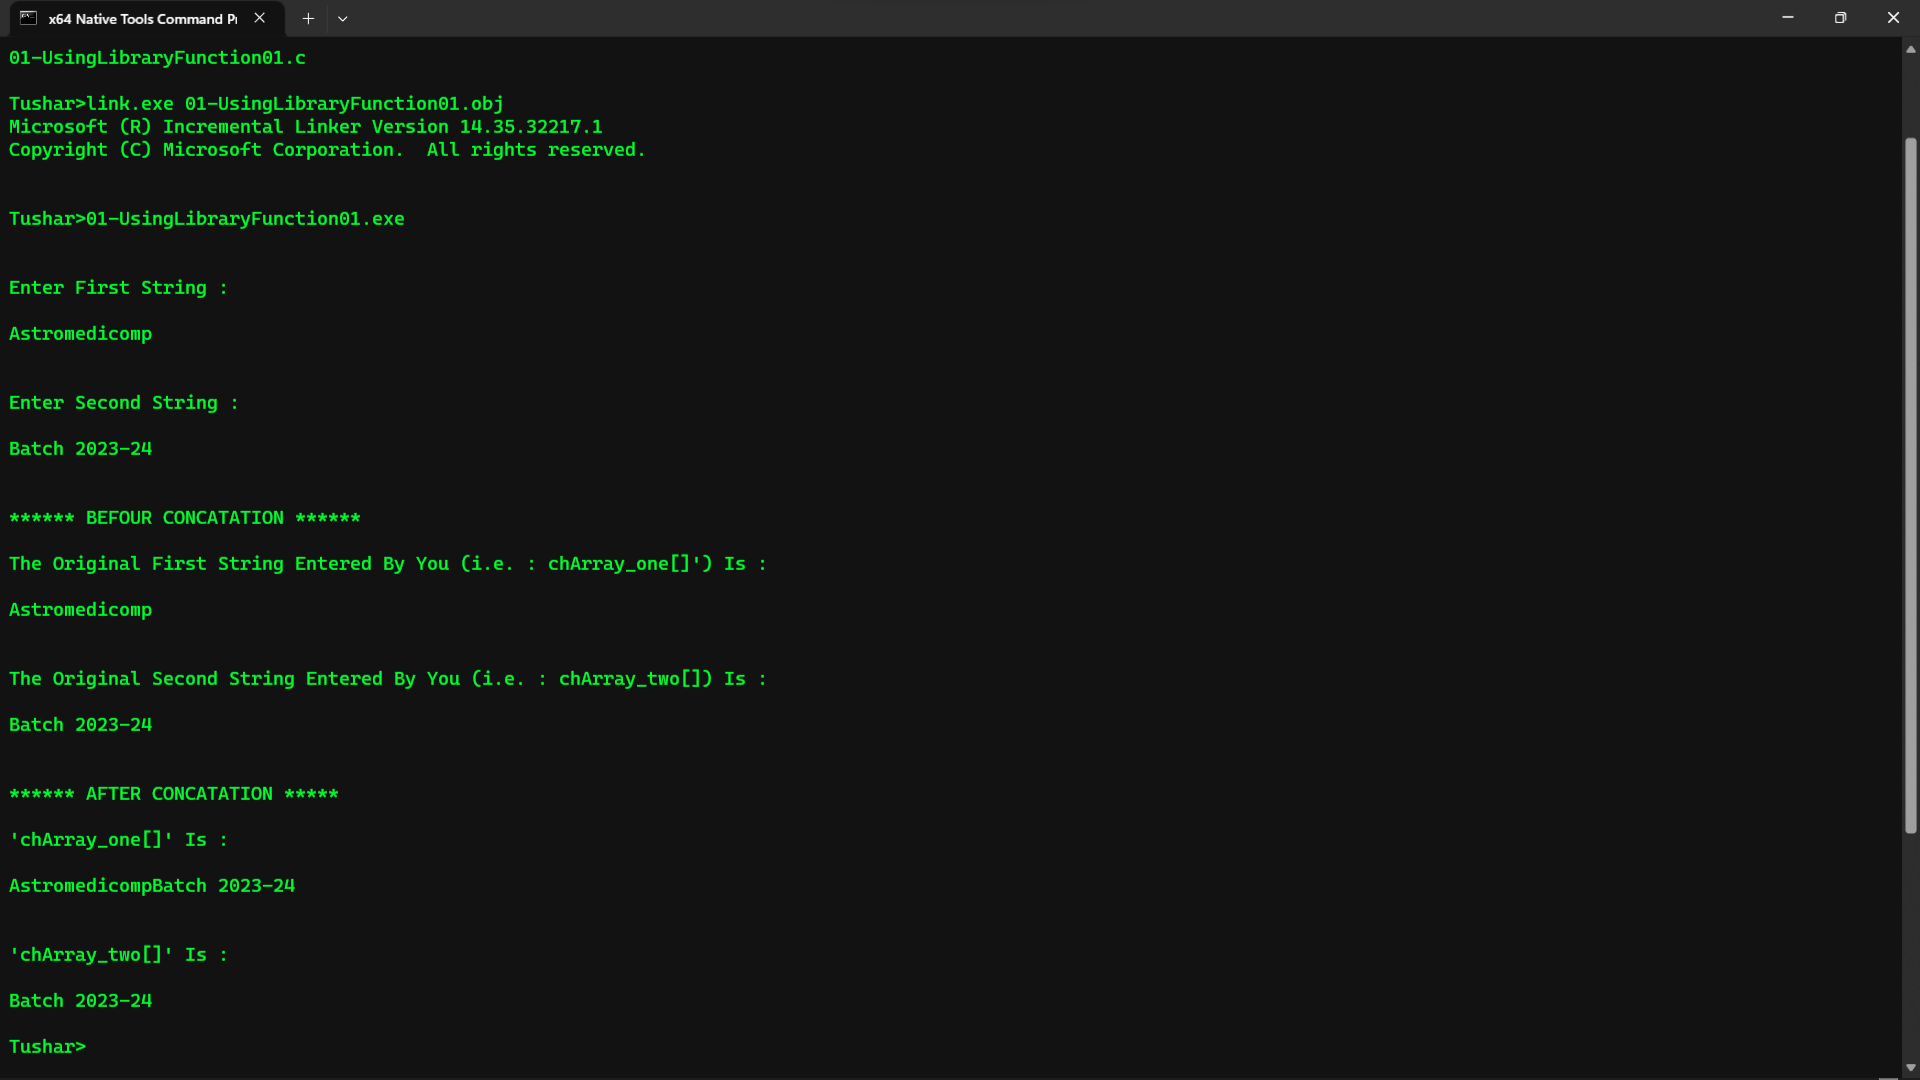 x64 Native Tools Command P
01-UsingLibraryFunction01.c
Tushar>link.exe 01-UsingLibraryFunction01.obj
Microsoft (R) Incremental Linker Version 14.35.32217.1
Copyright (C) Microsoft Corporation.  All rights reserved.
Tushar>01-UsingLibraryFunction01.exe
Enter First String :
Astromedicomp
Enter Second String :
Batch 2023-24
****** BEFOUR CONCATATION ******
The Original First String Entered By You (i.e. : chArray_one[]') Is :
Astromedicomp
The Original Second String Entered By You (i.e. : chArray_two[]) Is :
Batch 2023-24
****** AFTER CONCATATION *****
'chArray_one[]' Is :
AstromedicompBatch 2023-24
'chArray_two[]' Is :
Batch 2023-24
Tushar>